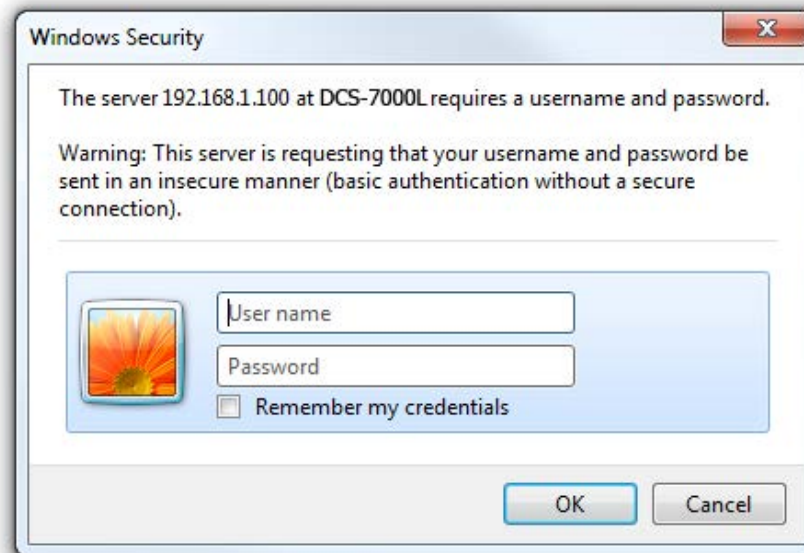 Windows Security
The server 192.168.1.100 at DCS-7000L requires a username and password.
Warning: This server is requesting that your username and password be
sent in an insecure manner (basic authentication without a secure
connection).
User name
Password
Remember my credentials
OK
Cancel